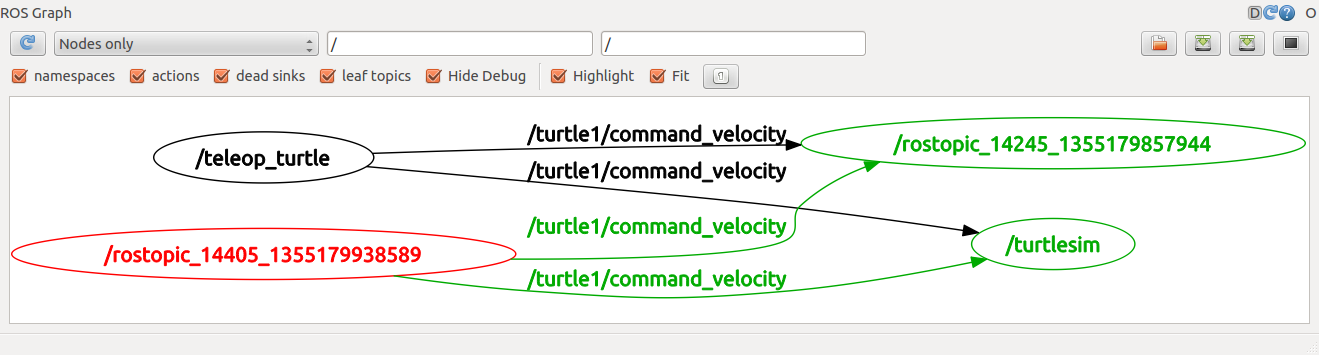 ROS Graph D ? O
Nodes only / /
namespaces actions dead sinks leaf topics Hide Debug Highlight Fit
/turtle1/command_velocity
/rostopic_14245_1355179857944
/teleop_turtle
/turtle1/command_velocity
/turtle1/command_velocity
/turtlesim
/rostopic_14405_1355179938589
/turtle1/command_velocity